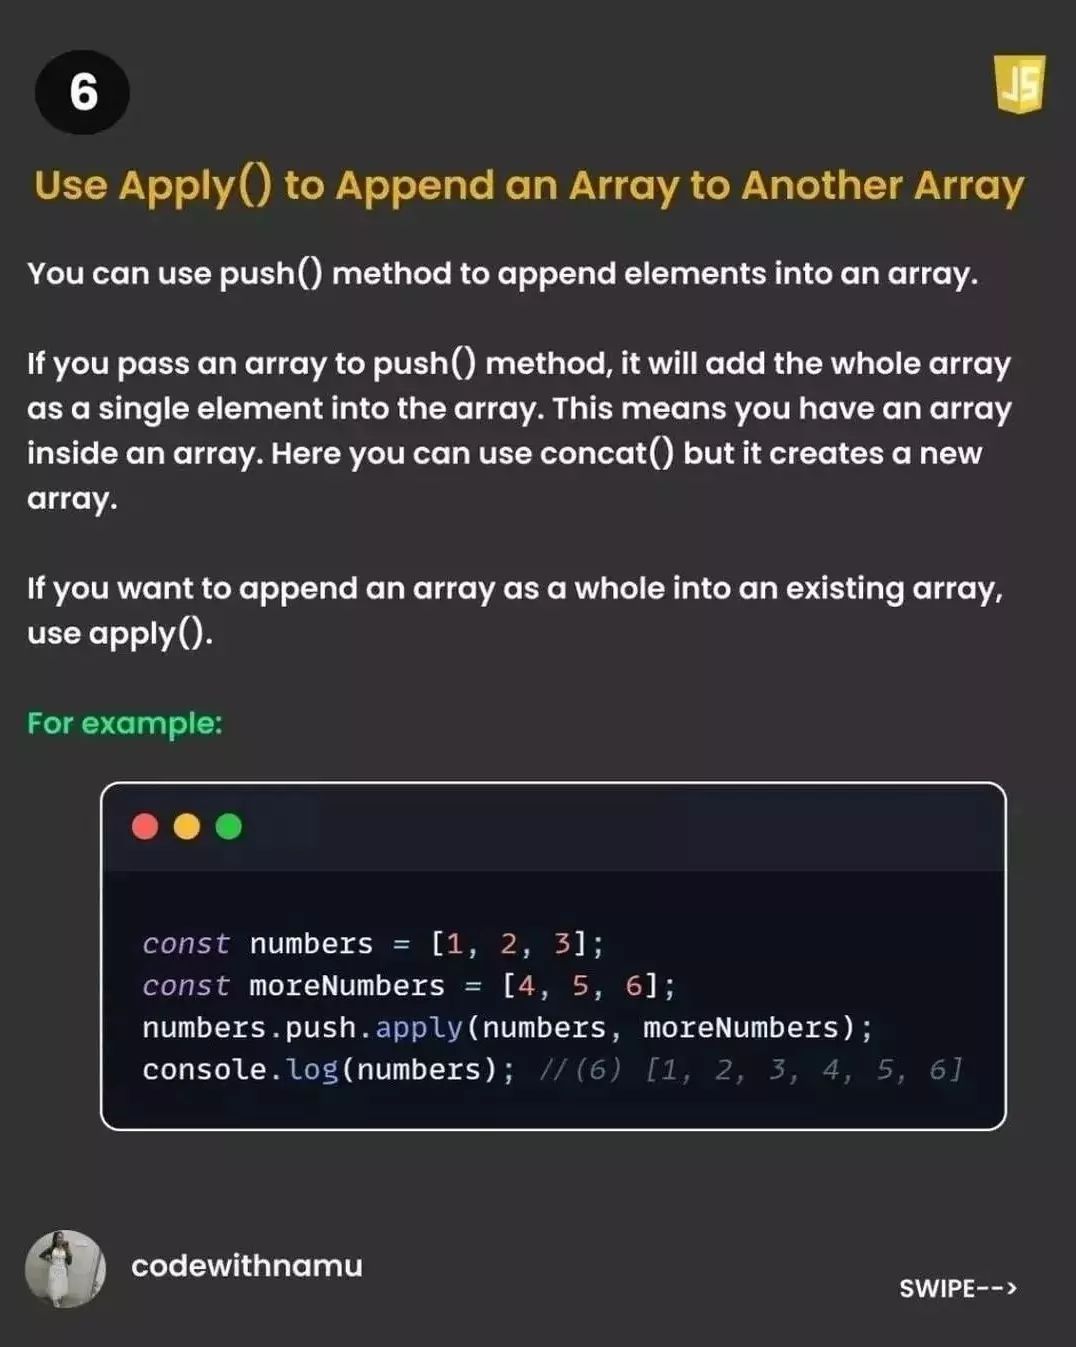 6
JS
Use Apply() to Append an Array to Another Array
You can use push() method to append elements into an array.
If you pass an array to push() method, it will add the whole array
as a single element into the array. This means you have an array
inside an array. Here you can use concat() but it creates a new
array.
If you want to append an array as a whole into an existing array,
use apply().
For example:
const numbers = [1, 2, 3];
const moreNumbers = [4, 5, 6];
numbers.push.apply(numbers, moreNumbers);
console.log(numbers); //(6) [1, 2, 3, 4, 5, 6]
codewithnamu
SWIPE-->